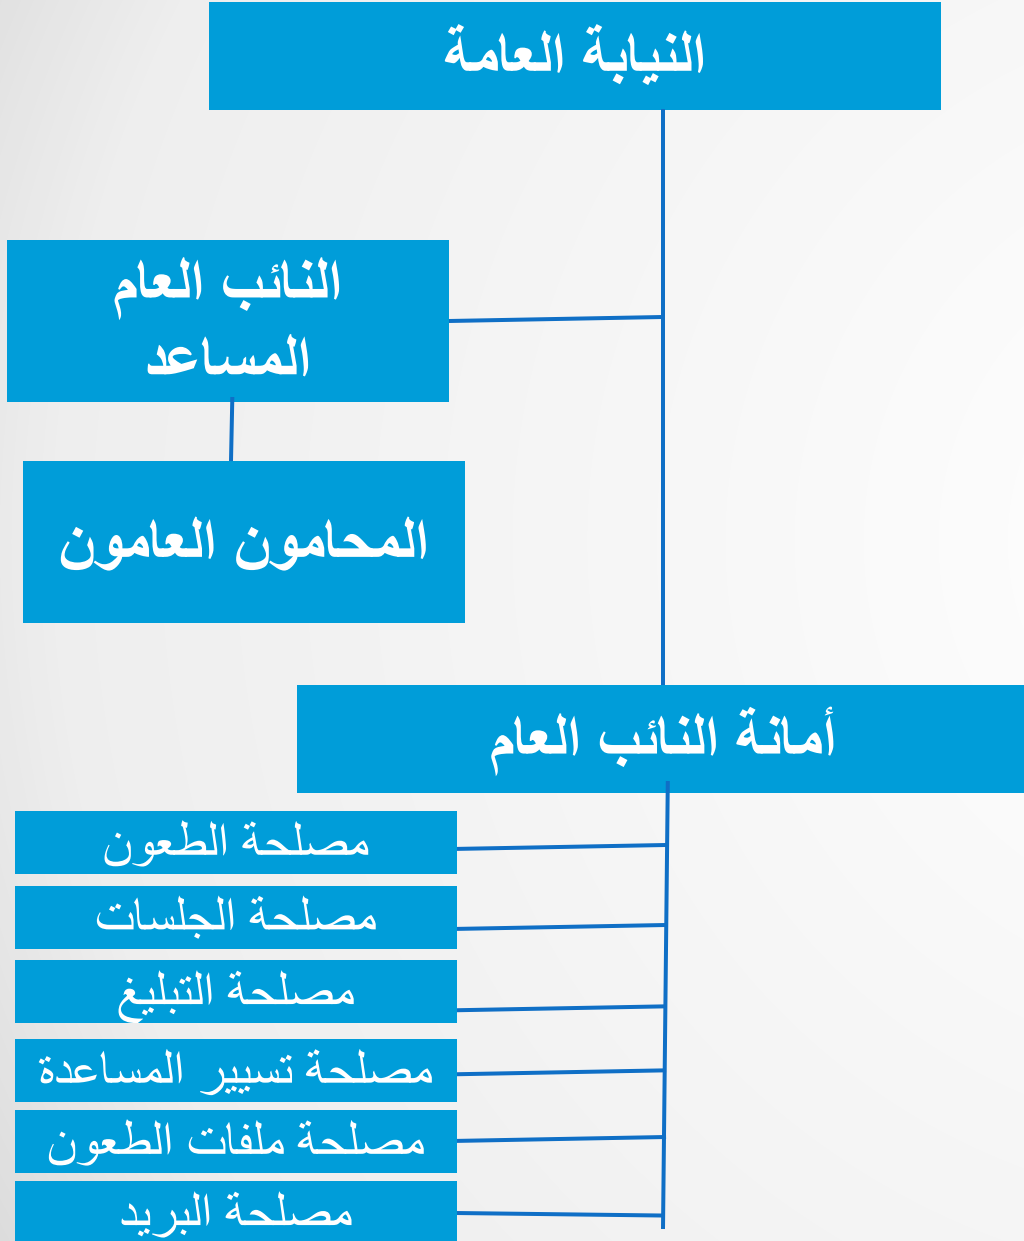 النيابة العامة
النائب العام
المساعد
المحامون العامون
أمانة النائب العام
مصلحة الطعون
مصلحة الجلسات
مصلحة التبليغ
مصلحة تسيير المساعدة
مصلحة ملفات الطعون
مصلحة البريد